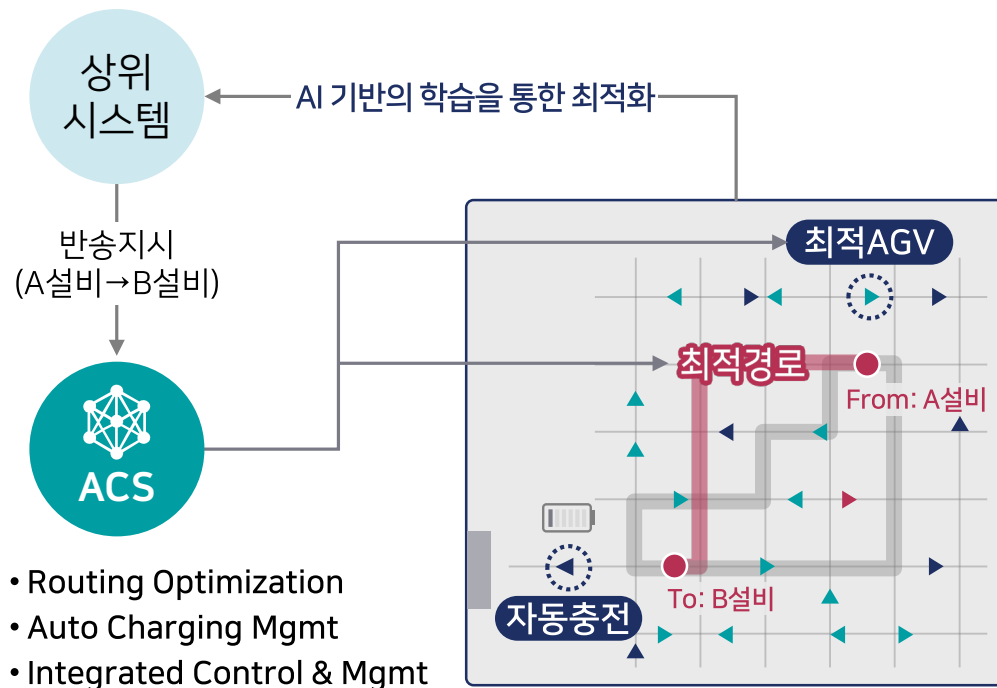 상위
시스템
AI 기반의 학습을 통한 최적화
반송지시
(A설비→B설비)
ACS
• Routing Optimization
• Auto Charging Mgmt
• Integrated Control & Mgmt
최적AGV
최적경로
From: A설비
To: B설비
자동충전